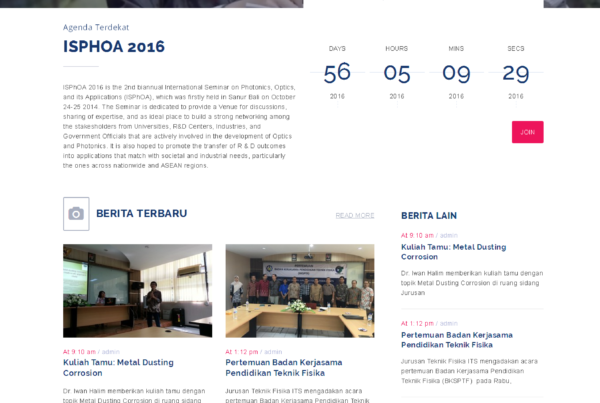 Agenda Terdekat
ISPHOA 2016
ISPHOA 2016 is the 2nd biannual International Seminar on Photonics, Optics,
and its Applications (ISPhOA), which was firstly held in Sanur Bali on October
24-25 2014. The Seminar is dedicated to provide a Venue for discussions,
sharing of expertise, and as ideal place to build a strong networking among
the stakeholders from Universities, R&D Centers, Industries, and
Government Officials that are actively involved in the development of Optics
and Photonics. It is also hoped to promote the transfer of R & D outcomes
into applications that match with societal and industrial needs, particularly
the ones across nationwide and ASEAN regions.
DAYS HOURS MINS SECS
56 05 09 29
2016 2016 2016 2016
JOIN
BERITA TERBARU
READ MORE
At 9:10 am / admin
Kuliah Tamu: Metal Dusting
Corrosion
Dr. Iwan Halim memberikan kuliah tamu dengan
topik Metal Dusting Corrosion di ruang sidang
At 1:12 pm / admin
Pertemuan Badan Kerjasama
Pendidikan Teknik Fisika
Jurusan Teknik Fisika ITS mengadakan acara
pertemuan Badan Kerjasama Pendidikan Teknik
BERITA LAIN
At 9:10 am / admin
Kuliah Tamu: Metal Dusting
Corrosion
Dr. Iwan Halim memberikan kuliah tamu dengan
topik Metal Dusting Corrosion di ruang sidang
Jurusan
At 1:12 pm / admin
Pertemuan Badan Kerjasama
Pendidikan Teknik Fisika
Jurusan Teknik Fisika ITS mengadakan acara
pertemuan Badan Kerjasama Pendidikan
Teknik Fisika (BKSPTF) pada Rabu,